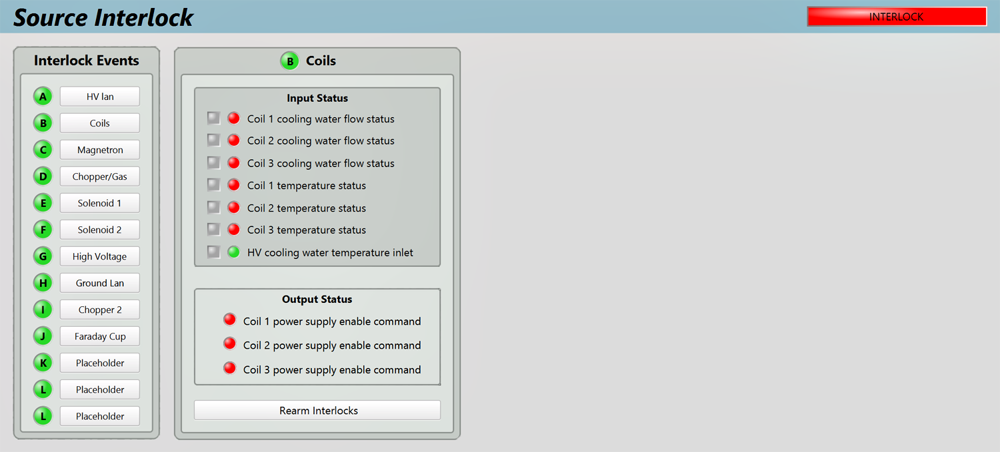 Source Interlock
INTERLOCK
Interlock Events
A HV lan
B Coils
C Magnetron
D Chopper/Gas
E Solenoid 1
F Solenoid 2
G High Voltage
H Ground Lan
I Chopper 2
J Faraday Cup
K Placeholder
L Placeholder
L Placeholder
B Coils
Input Status
Coil 1 cooling water flow status
Coil 2 cooling water flow status
Coil 3 cooling water flow status
Coil 1 temperature status
Coil 2 temperature status
Coil 3 temperature status
HV cooling water temperature inlet
Output Status
Coil 1 power supply enable command
Coil 2 power supply enable command
Coil 3 power supply enable command
Rearm Interlocks